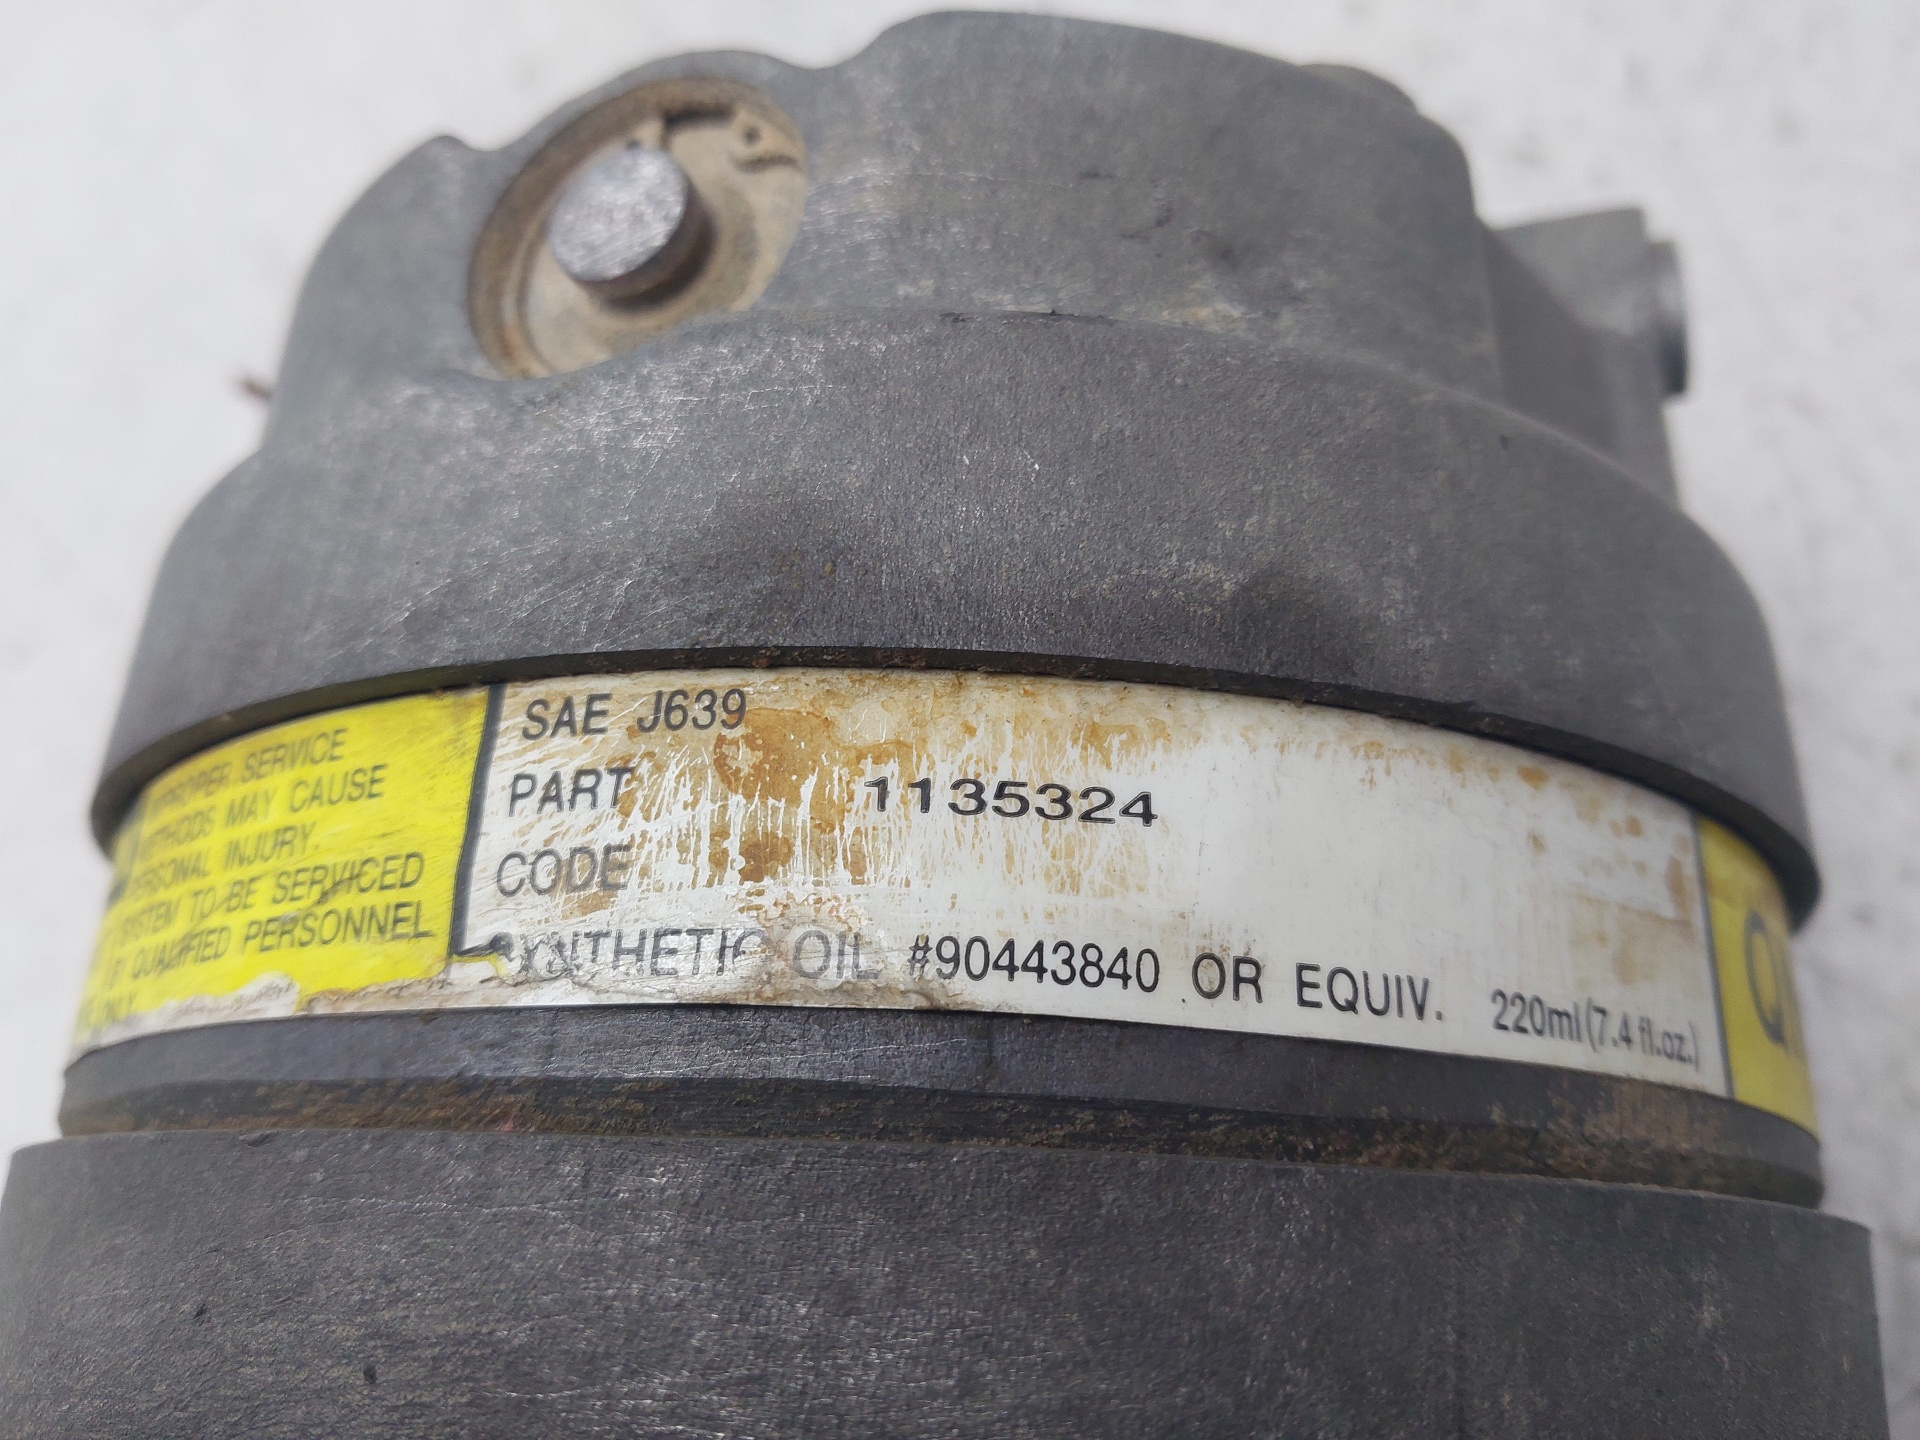 IMPROPER SERVICE
METHODS MAY CAUSE
PERSONAL INJURY.
SYSTEM TO BE SERVICED
BY QUALIFIED PERSONNEL
ONLY.
SAE J639
PART 1135324
CODE
SYNTHETIC OIL #90443840 OR EQUIV. 220ml (7.4 fl.oz.)